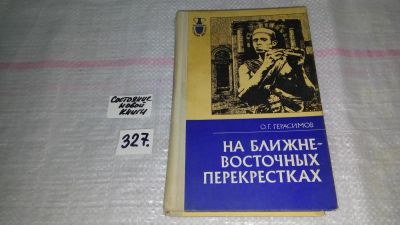 Состояние
новой
книги
327.
О.Г. ГЕРАСИМОВ
НА БЛИЖНЕ-
ВОСТОЧНЫХ
ПЕРЕКРЕСТКАХ